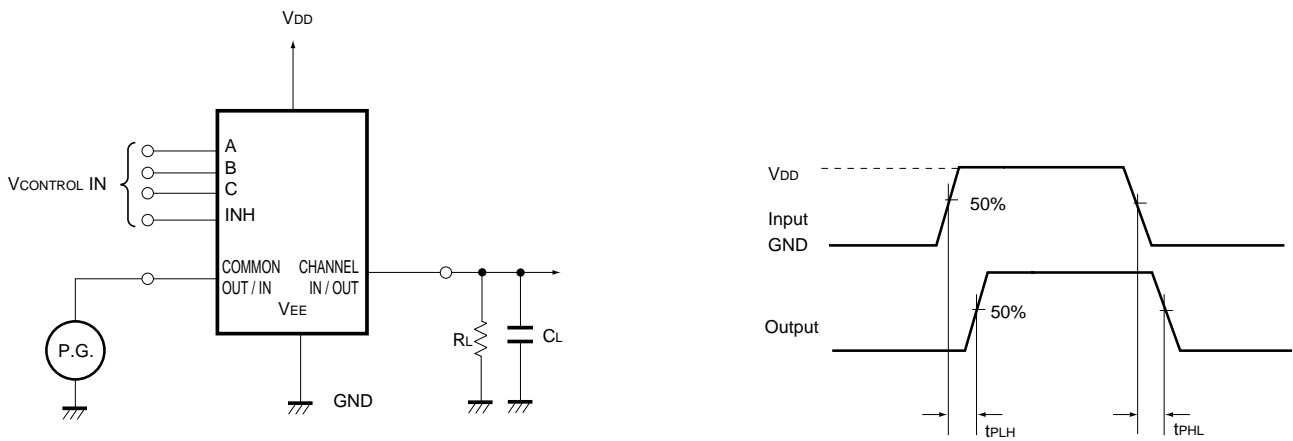 VDD
VCONTROL IN
A
B
C
INH
COMMON
OUT / IN
CHANNEL
IN / OUT
VEE
P.G.
RL
CL
GND
VDD
Input
GND
50%
Output
50%
tPLH
tPHL